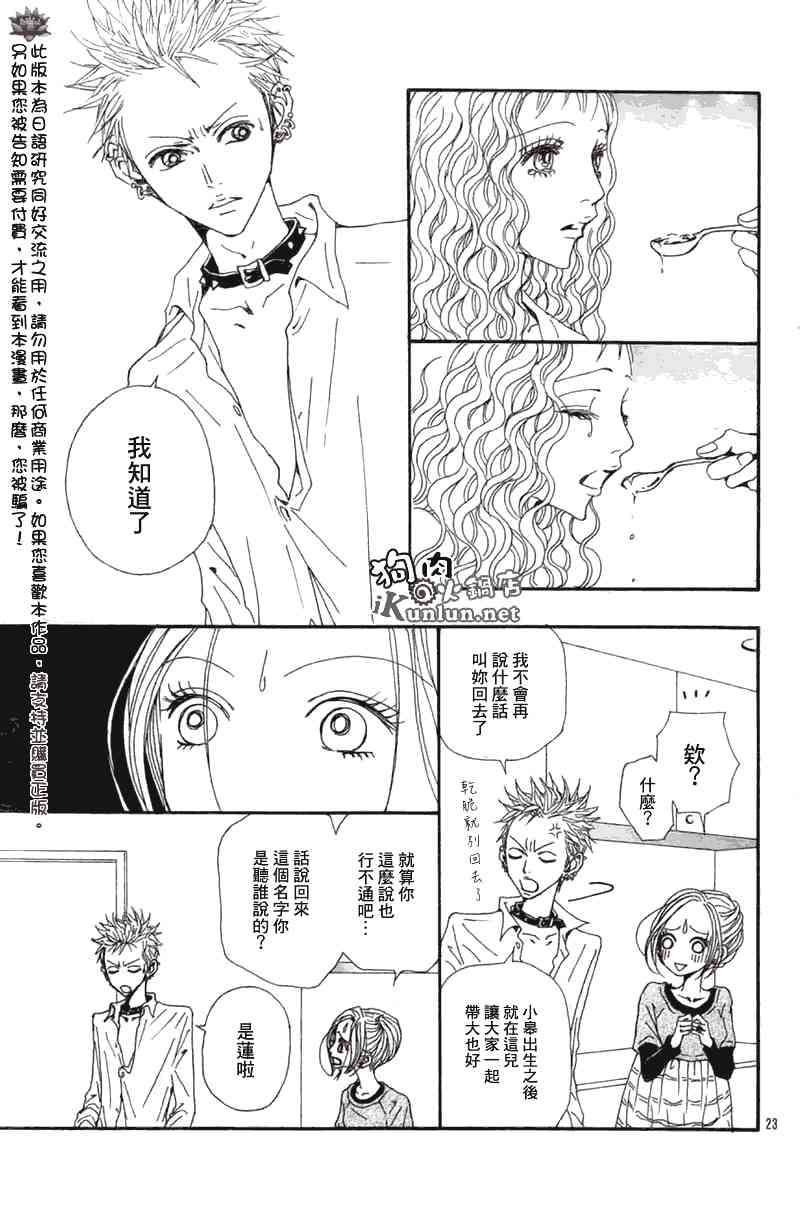 此版本為日語研究同好交流之用，請勿用於任何商業用途。如果您喜歡本作品，請支持並購買正版。
另如果您被告知需要付費，才能看到本漫畫，那麼，您被騙了！
我知道了
狗肉火鍋店
iKunlun.net
欸？
什麼？
我不會再
說什麼話
叫妳回去了
乾脆就別回去了
小皋出生之後
就在這兒
讓大家一起
帶大也好
就算你
這麼說也
行不通吧…
話說回來
這個名字你
是聽誰說的？
是蓮啦
23